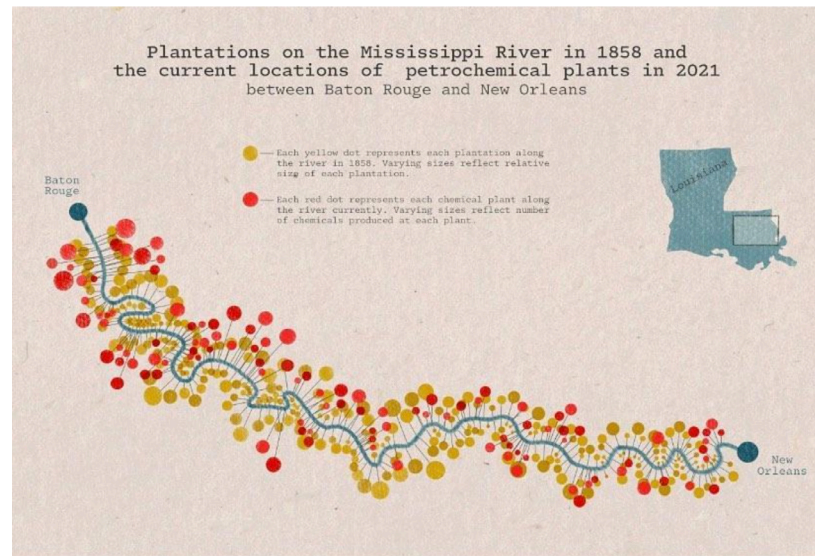 Plantations on the Mississippi River in 1858 and
the current locations of petrochemical plants in 2021
between Baton Rouge and New Orleans
Each yellow dot represents each plantation along
the river in 1858. Varying sizes reflect relative
size of each plantation.
Each red dot represents each chemical plant along
the river currently. Varying sizes reflect number
of chemicals produced at each plant.
Louisiana
Baton
Rouge
New
Orleans